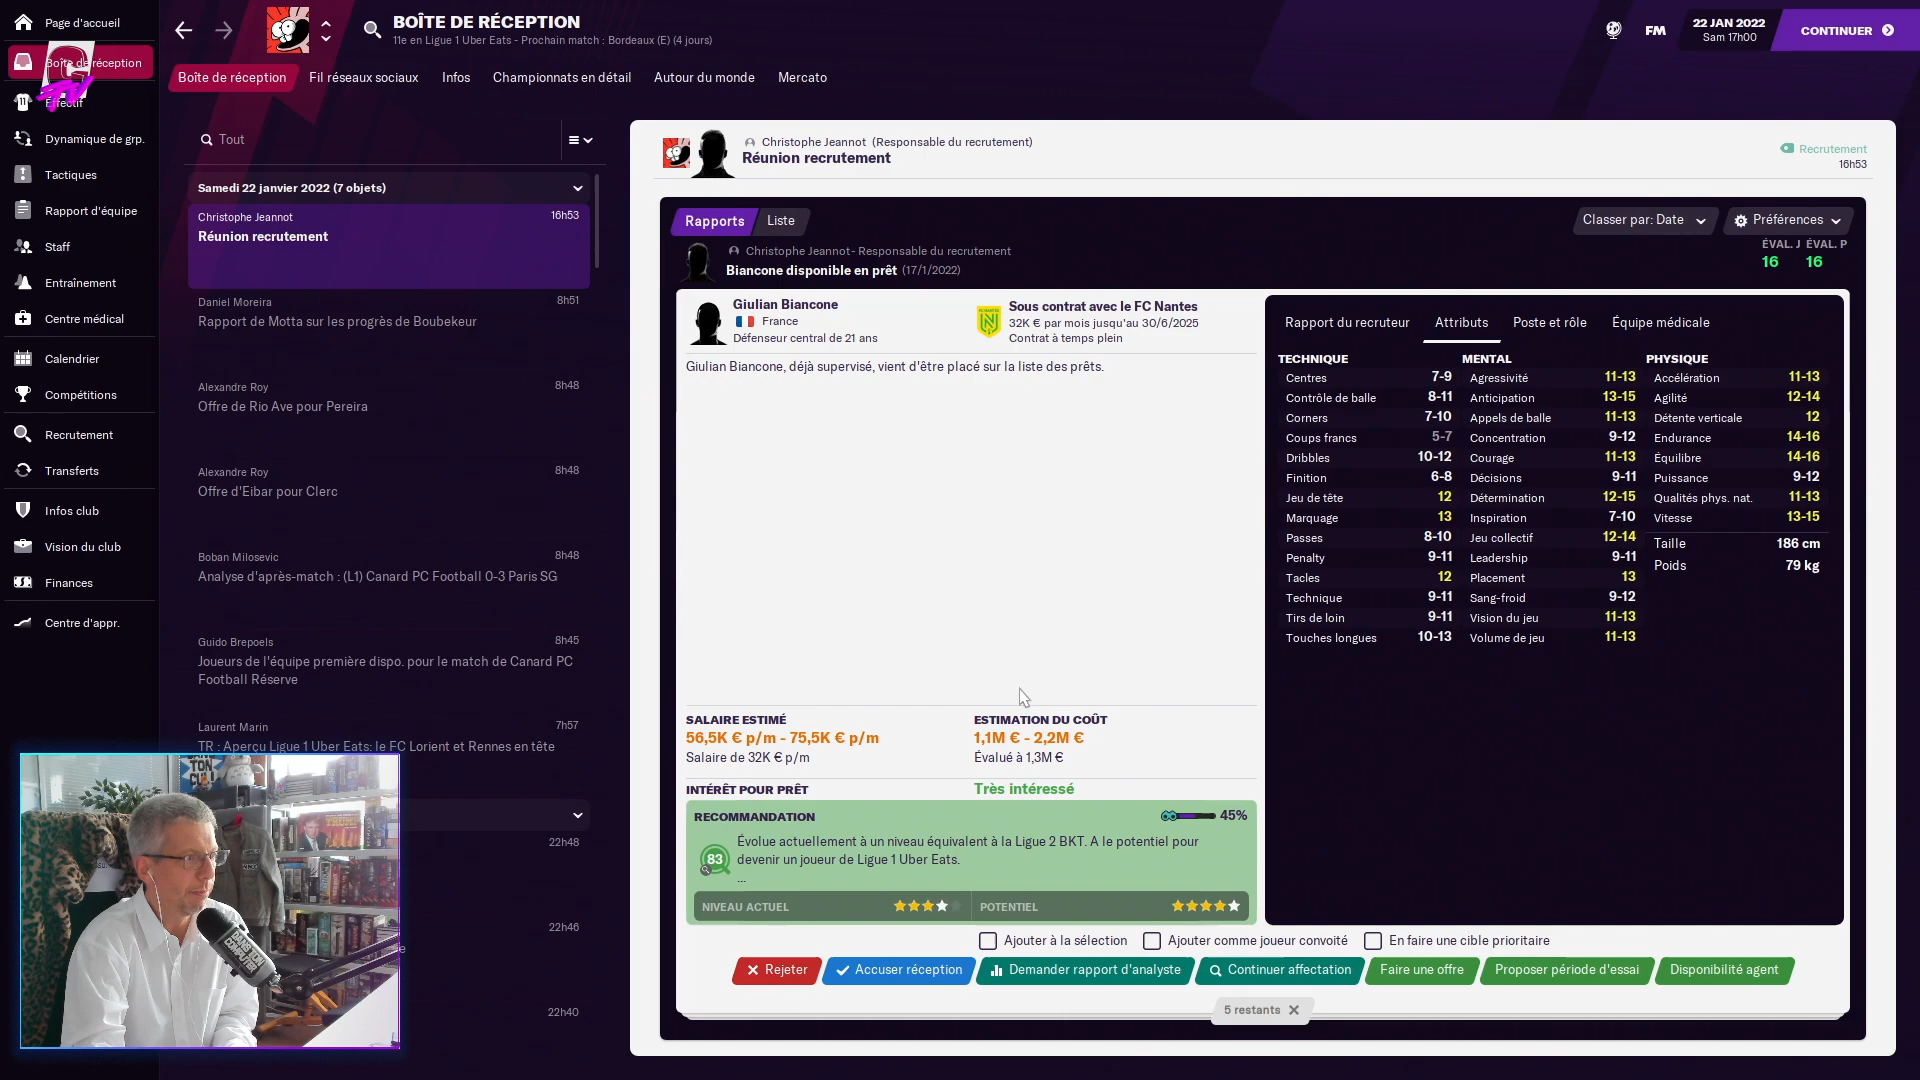 Page d'accueil
Boîte de réception
Effectif
Dynamique de grp.
Tactiques
Rapport d'équipe
Staff
Entraînement
Centre médical
Calendrier
Compétitions
Recrutement
Transferts
Infos club
Vision du club
Finances
Centre d'appr.
BOÎTE DE RÉCEPTION
11e en Ligue 1 Uber Eats - Prochain match : Bordeaux (E) (4 jours)
FM
22 JAN 2022
Sam 17h00
CONTINUER
Boîte de réception Fil réseaux sociaux Infos Championnats en détail Autour du monde Mercato
Tout
Samedi 22 janvier 2022 (7 objets)
Christophe Jeannot 16h53
Réunion recrutement
Daniel Moreira 8h51
Rapport de Motta sur les progrès de Boubekeur
Alexandre Roy 8h48
Offre de Rio Ave pour Pereira
Alexandre Roy 8h48
Offre d'Eibar pour Clerc
Boban Milosevic 8h48
Analyse d'après-match : (L1) Canard PC Football 0-3 Paris SG
Guido Brepoels 8h45
Joueurs de l'équipe première dispo. pour le match de Canard PC
Football Réserve
Laurent Marin 7h57
TR : Aperçu Ligue 1 Uber Eats: le FC Lorient et Rennes en tête
22h48
22h46
22h40
Christophe Jeannot (Responsable du recrutement)
Réunion recrutement
Recrutement
16h53
Rapports Liste
Classer par: Date Préférences
Christophe Jeannot- Responsable du recrutement
Biancone disponible en prêt (17/1/2022)
ÉVAL. J ÉVAL. P
16 16
Giulian Biancone
France
Défenseur central de 21 ans
Sous contrat avec le FC Nantes
32K € par mois jusqu'au 30/6/2025
Contrat à temps plein
Giulian Biancone, déjà supervisé, vient d'être placé sur la liste des prêts.
SALAIRE ESTIMÉ
56,5K € p/m - 75,5K € p/m
Salaire de 32K € p/m
ESTIMATION DU COÛT
1,1M € - 2,2M €
Évalué à 1,3M €
INTÉRÊT POUR PRÊT Très intéressé
RECOMMANDATION 45%
83
Évolue actuellement à un niveau équivalent à la Ligue 2 BKT. A le potentiel pour
devenir un joueur de Ligue 1 Uber Eats.
...
NIVEAU ACTUEL POTENTIEL
Rapport du recruteur Attributs Poste et rôle Équipe médicale
TECHNIQUE MENTAL PHYSIQUE
Centres 7-9 Agressivité 11-13 Accélération 11-13
Contrôle de balle 8-11 Anticipation 13-15 Agilité 12-14
Corners 7-10 Appels de balle 11-13 Détente verticale 12
Coups francs 5-7 Concentration 9-12 Endurance 14-16
Dribbles 10-12 Courage 11-13 Équilibre 14-16
Finition 6-8 Décisions 9-11 Puissance 9-12
Jeu de tête 12 Détermination 12-15 Qualités phys. nat. 11-13
Marquage 13 Inspiration 7-10 Vitesse 13-15
Passes 8-10 Jeu collectif 12-14 Taille 186 cm
Penalty 9-11 Leadership 9-11 Poids 79 kg
Tacles 12 Placement 13
Technique 9-11 Sang-froid 9-12
Tirs de loin 9-11 Vision du jeu 11-13
Touches longues 10-13 Volume de jeu 11-13
Ajouter à la sélection Ajouter comme joueur convoité En faire une cible prioritaire
Rejeter Accuser réception Demander rapport d'analyste Continuer affectation Faire une offre Proposer période d'essai Disponibilité agent
5 restants